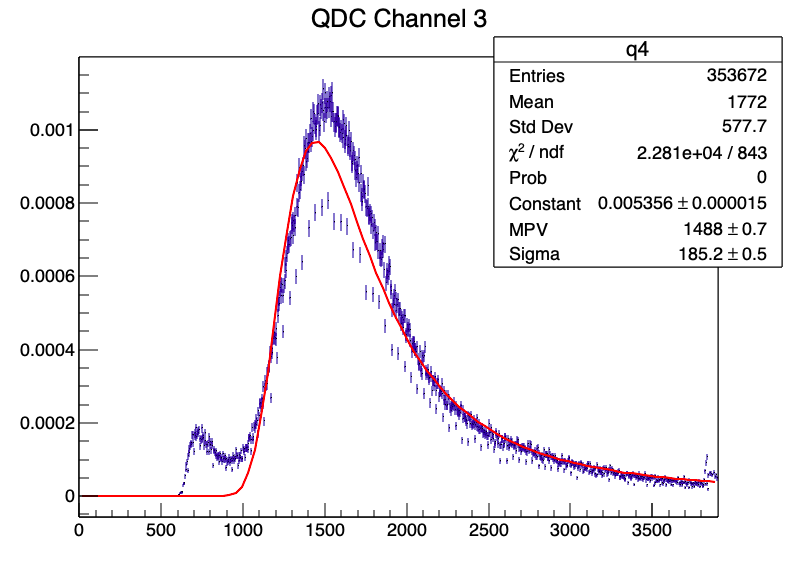 QDC Channel 3
q4
Entries 353672
Mean 1772
Std Dev 577.7
χ² / ndf 2.281e+04 / 843
Prob 0
Constant 0.005356 ± 0.000015
MPV 1488 ± 0.7
Sigma 185.2 ± 0.5
0.001
0.0008
0.0006
0.0004
0.0002
0
0 500 1000 1500 2000 2500 3000 3500